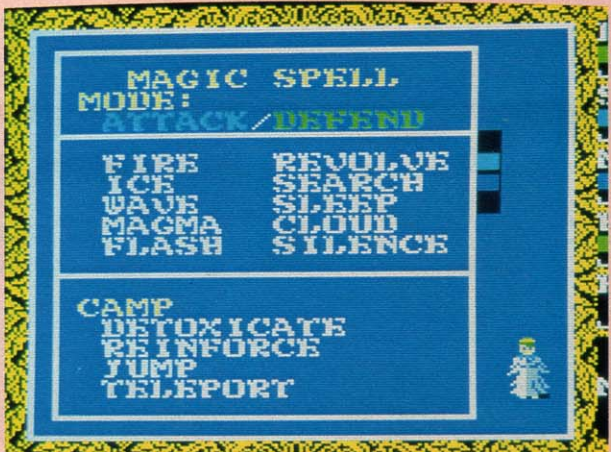 MAGIC SPELL
MODE:
ATTACK/DEFEND
FIRE REVOLVE
ICE SEARCH
WAVE SLEEP
MAGMA CLOUD
FLASH SILENCE
CAMP
DETOXICATE
REINFORCE
JUMP
TELEPORT